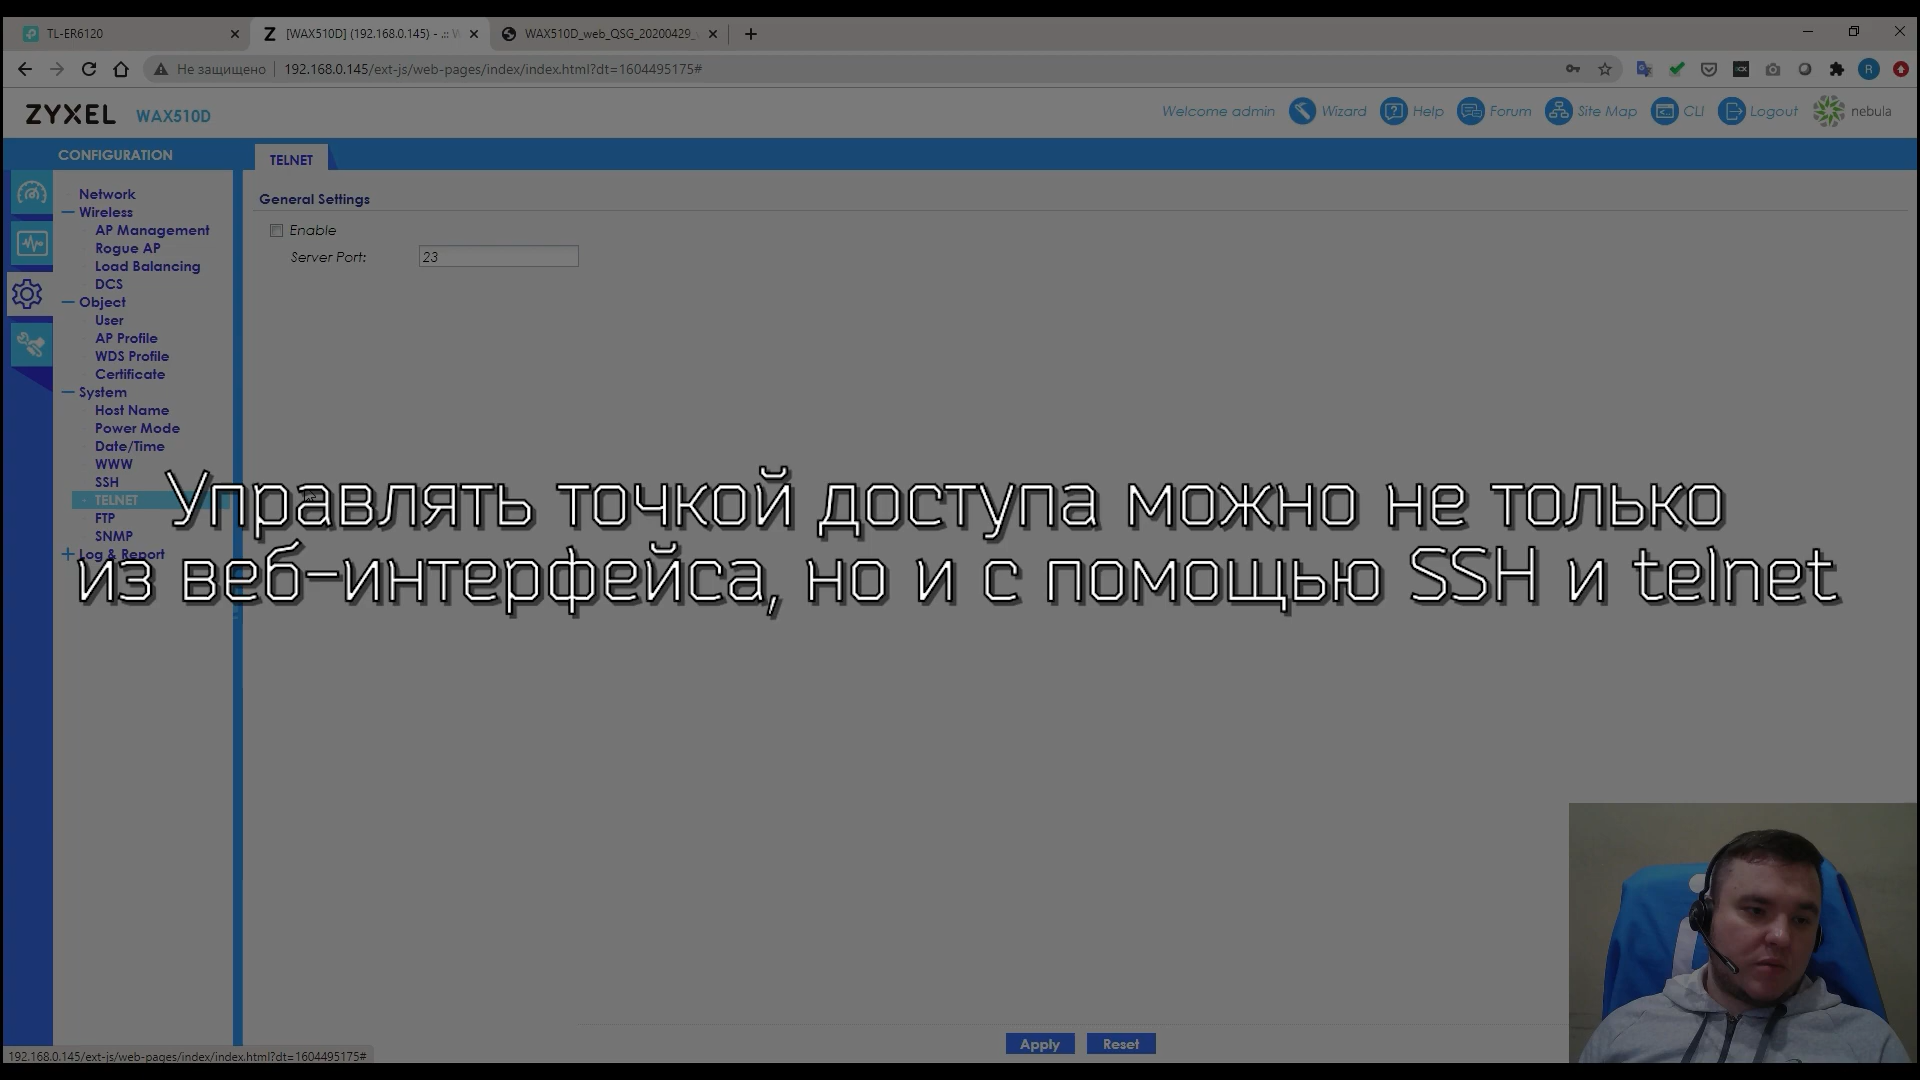 TL-ER6120
Z [WAX510D] (192.168.0.145) - .::
WAX510D_web_QSG_20200429_
Не защищено
192.168.0.145/ext-js/web-pages/index/index.html?dt=1604495175#
R
ZYXEL WAX510D
Welcome admin
Wizard
Help
Forum
Site Map
CLI
Logout
nebula
CONFIGURATION
TELNET
Network
Wireless
AP Management
Rogue AP
Load Balancing
DCS
Object
User
AP Profile
WDS Profile
Certificate
System
Host Name
Power Mode
Date/Time
WWW
SSH
TELNET
FTP
SNMP
Log & Report
General Settings
Enable
Server Port: 23
Управлять точкой доступа можно не только
из веб-интерфейса, но и с помощью SSH и telnet
Apply
Reset
192.168.0.145/ext-js/web-pages/index/index.html?dt=1604495175#